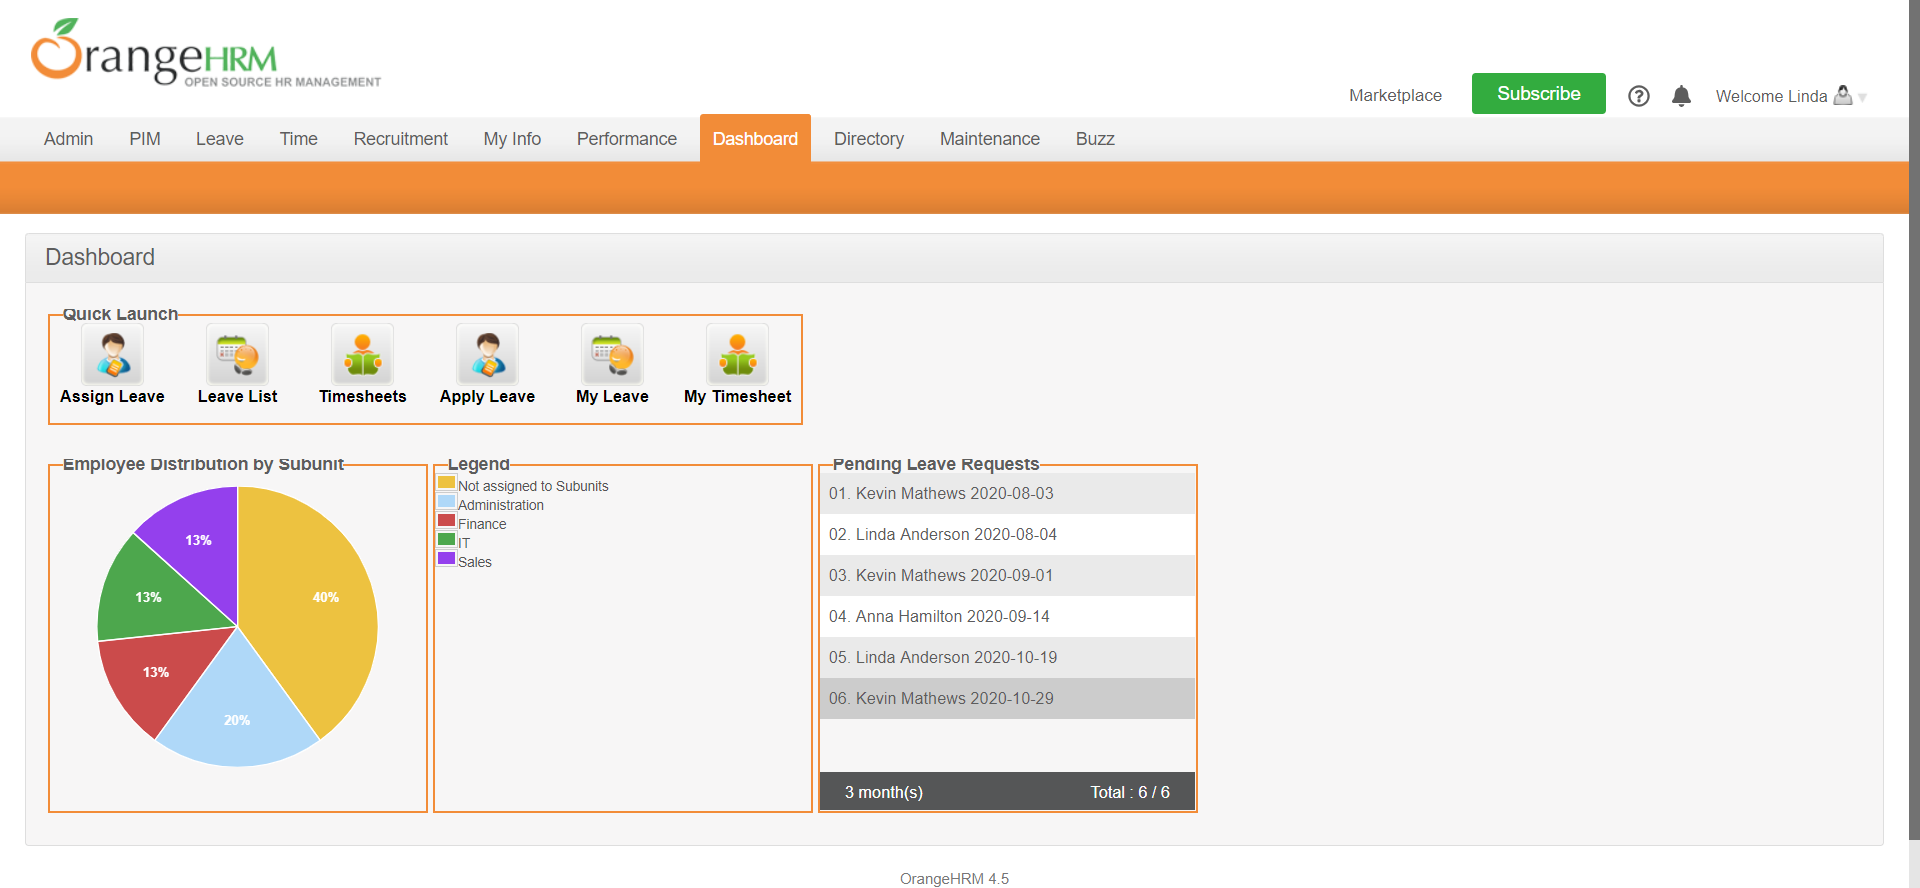 OrangeHRM
OPEN SOURCE HR MANAGEMENT
Marketplace
Subscribe
?
Welcome Linda
Admin
PIM
Leave
Time
Recruitment
My Info
Performance
Dashboard
Directory
Maintenance
Buzz
Dashboard
Quick Launch
Assign Leave
Leave List
Timesheets
Apply Leave
My Leave
My Timesheet
Employee Distribution by Subunit
40%
20%
13%
13%
13%
Legend
Not assigned to Subunits
Administration
Finance
IT
Sales
Pending Leave Requests
01. Kevin Mathews 2020-08-03
02. Linda Anderson 2020-08-04
03. Kevin Mathews 2020-09-01
04. Anna Hamilton 2020-09-14
05. Linda Anderson 2020-10-19
06. Kevin Mathews 2020-10-29
3 month(s)
Total : 6 / 6
OrangeHRM 4.5